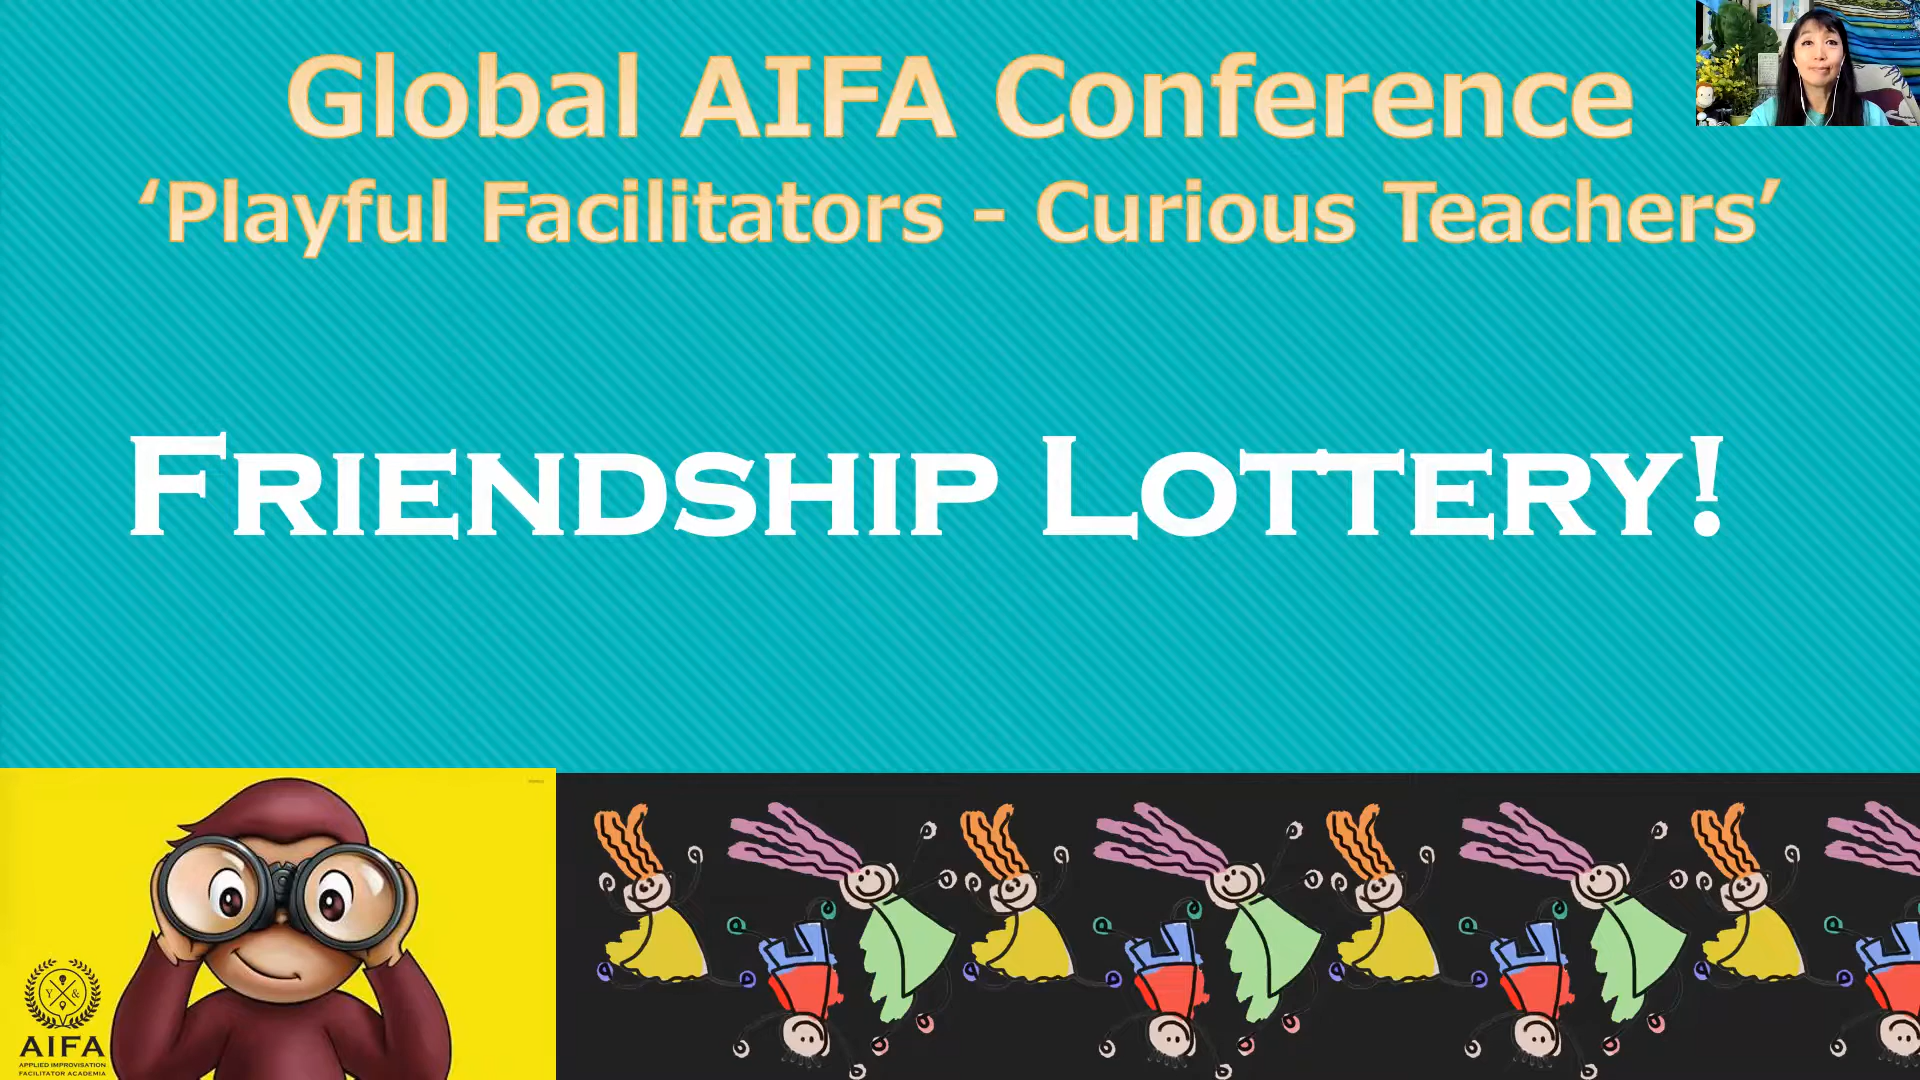 Global AIFA Conference
‘Playful Facilitators - Curious Teachers’
FRIENDSHIP LOTTERY!
Y &
AIFA
APPLIED IMPROVISATION
FACILITATOR ACADEMIA